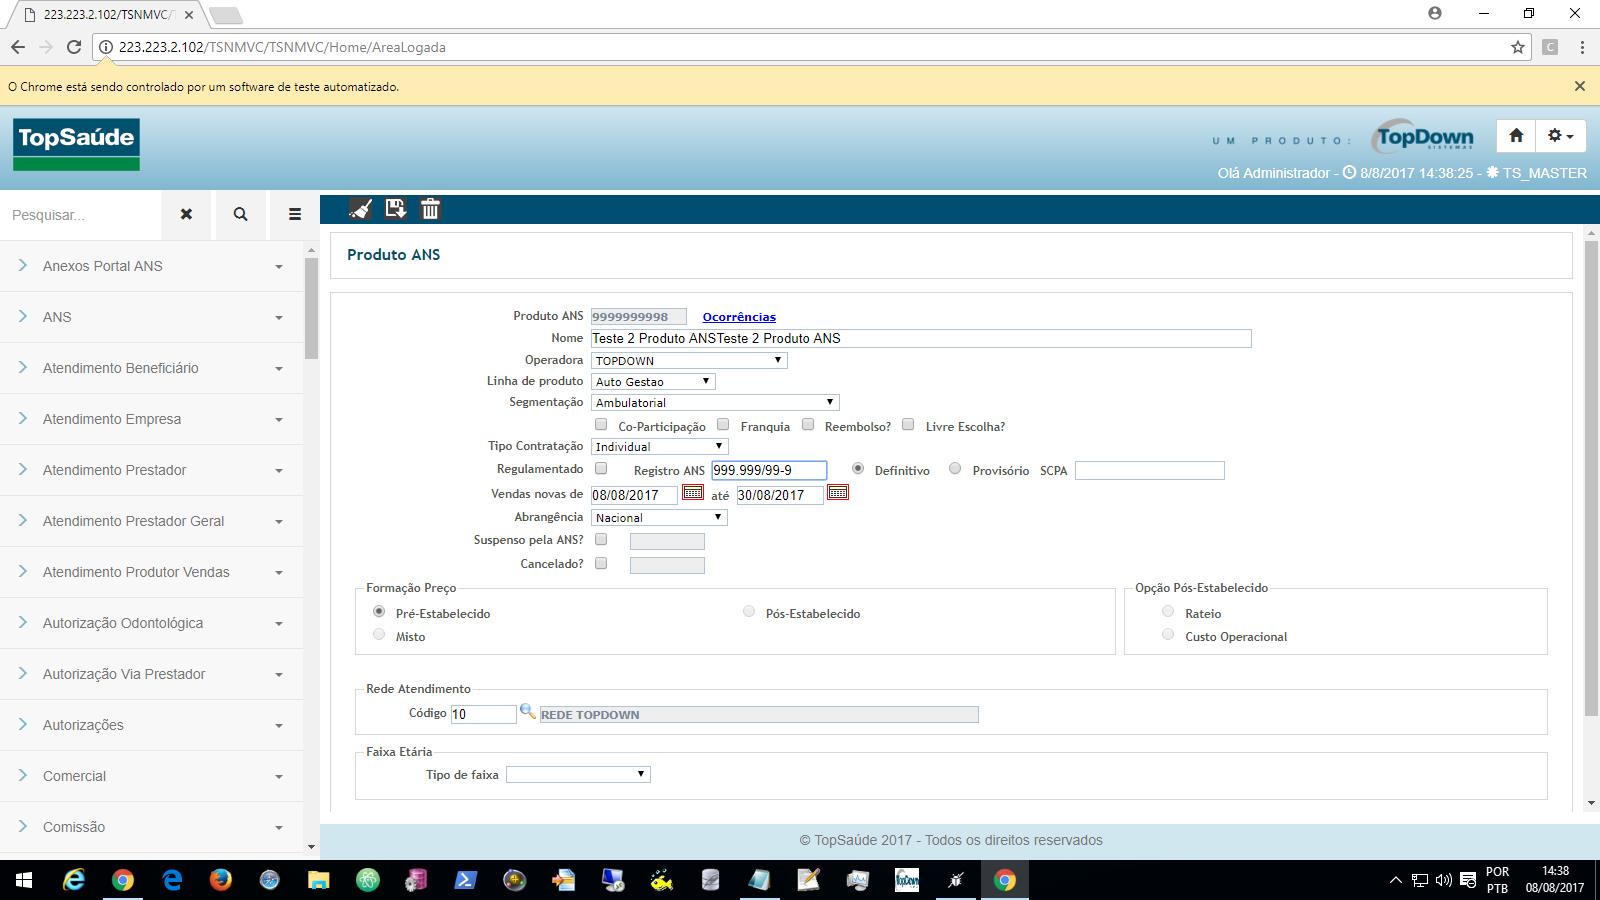 223.223.2.102/TSNMVC/T
223.223.2.102/TSNMVC/TSNMVC/Home/AreaLogada
C
O Chrome está sendo controlado por um software de teste automatizado.
TopSaúde
UM PRODUTO:
TopDown
SISTEMAS
Olá Administrador - 8/8/2017 14:38:25 - TS_MASTER
Pesquisar...
Anexos Portal ANS
ANS
Atendimento Beneficiário
Atendimento Empresa
Atendimento Prestador
Atendimento Prestador Geral
Atendimento Produtor Vendas
Autorização Odontológica
Autorização Via Prestador
Autorizações
Comercial
Comissão
Produto ANS
Produto ANS 9999999998 Ocorrências
Nome Teste 2 Produto ANSTeste 2 Produto ANS
Operadora TOPDOWN
Linha de produto Auto Gestao
Segmentação Ambulatorial
Co-Participação Franquia Reembolso? Livre Escolha?
Tipo Contratação Individual
Regulamentado Registro ANS 999.999/99-9 Definitivo Provisório SCPA
Vendas novas de 08/08/2017 até 30/08/2017
Abrangência Nacional
Suspenso pela ANS?
Cancelado?
Formação Preço
Pré-Estabelecido Pós-Estabelecido
Misto
Opção Pós-Estabelecido
Rateio
Custo Operacional
Rede Atendimento
Código 10 REDE TOPDOWN
Faixa Etária
Tipo de faixa
© TopSaúde 2017 - Todos os direitos reservados
TopDown
POR
PTB
14:38
08/08/2017